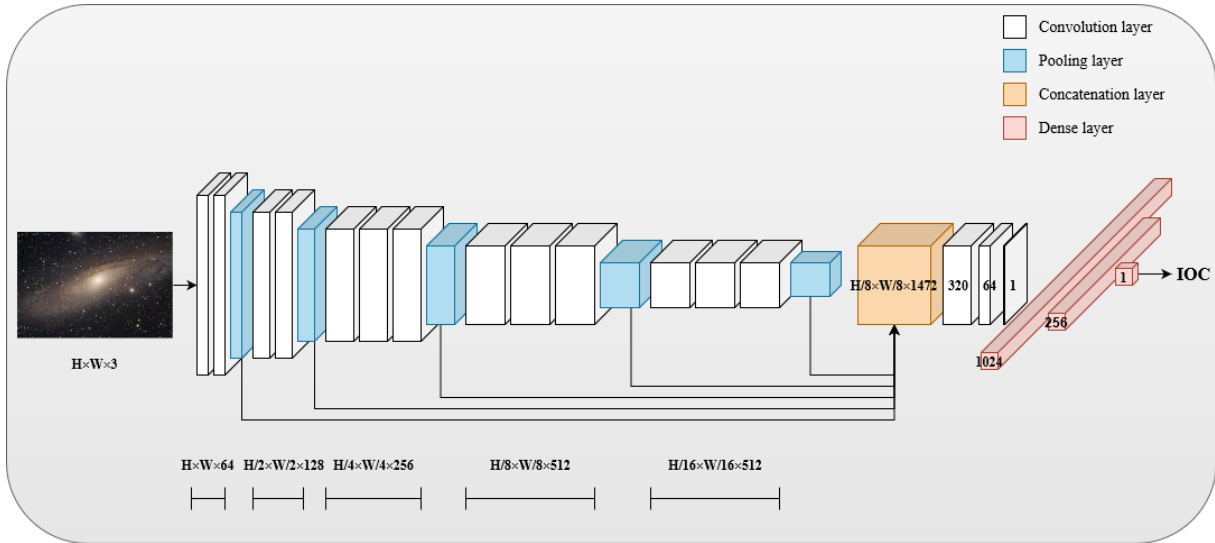 Convolution layer
Pooling layer
Concatenation layer
Dense layer
H×W×3
H/8×W/8×1472
320
64
1
1024
256
1
IOC
H×W×64
H/2×W/2×128
H/4×W/4×256
H/8×W/8×512
H/16×W/16×512